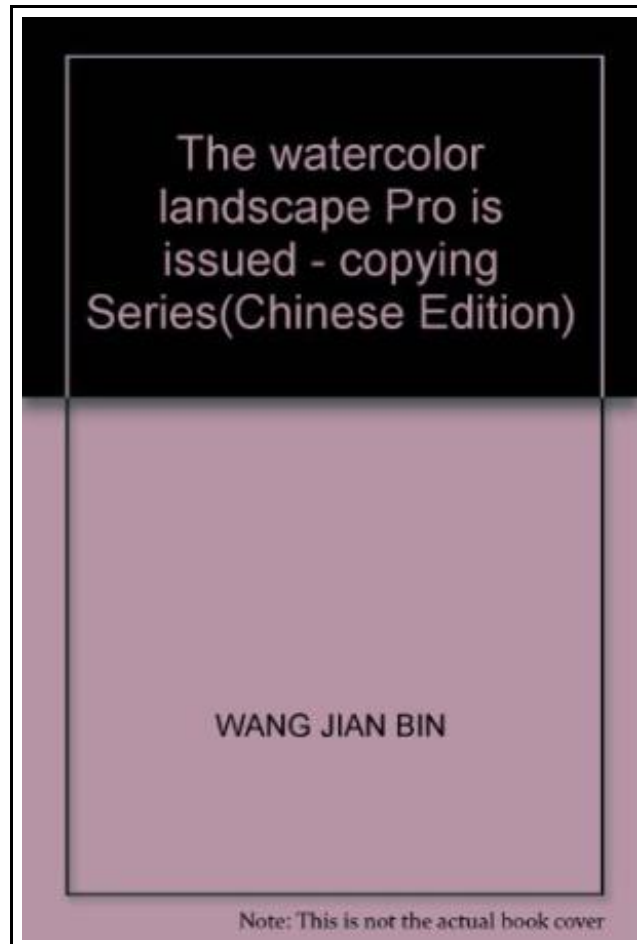 The watercolor
landscape Pro is
issued - copying
Series(Chinese Edition)
WANG JIAN BIN
Note: This is not the actual book cover